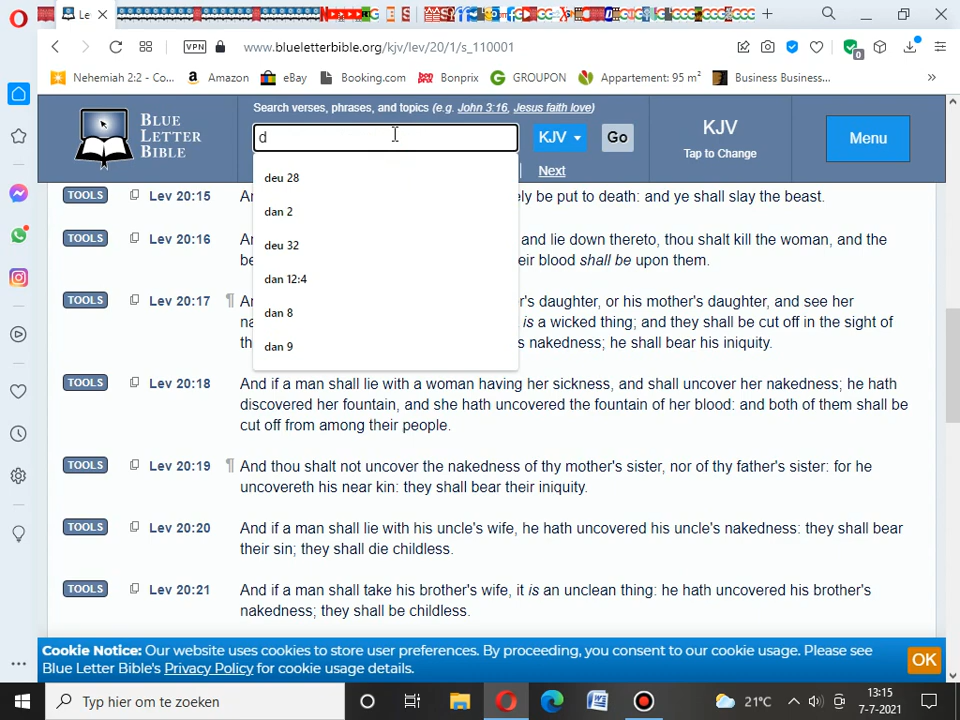 Le
www.blueletterbible.org/kjv/lev/20/1/s_110001
VPN
0
Nehemiah 2:2 - Co...
Amazon
eBay
Booking.com
Bonprix
GROUPON
Appartement: 95 m²
Business Business...
»
BLUE
LETTER
BIBLE
Search verses, phrases, and topics (e.g. John 3:16, Jesus faith love)
d
KJV
Go
KJV
Tap to Change
Menu
Next
deu 28
dan 2
deu 32
dan 12:4
dan 8
dan 9
TOOLS Lev 20:15 ely be put to death: and ye shall slay the beast.
TOOLS Lev 20:16 and lie down thereto, thou shalt kill the woman, and the
eir blood shall be upon them.
TOOLS Lev 20:17 ¶ 's daughter, or his mother's daughter, and see her
is a wicked thing; and they shall be cut off in the sight of
nakedness; he shall bear his iniquity.
TOOLS Lev 20:18 And if a man shall lie with a woman having her sickness, and shall uncover her nakedness; he hath
discovered her fountain, and she hath uncovered the fountain of her blood: and both of them shall be
cut off from among their people.
TOOLS Lev 20:19 ¶ And thou shalt not uncover the nakedness of thy mother's sister, nor of thy father's sister: for he
uncovereth his near kin: they shall bear their iniquity.
TOOLS Lev 20:20 And if a man shall lie with his uncle's wife, he hath uncovered his uncle's nakedness: they shall bear
their sin; they shall die childless.
TOOLS Lev 20:21 And if a man shall take his brother's wife, it is an unclean thing: he hath uncovered his brother's
nakedness; they shall be childless.
Cookie Notice: Our website uses cookies to store user preferences. By proceeding, you consent to our cookie usage. Please see
Blue Letter Bible's Privacy Policy for cookie usage details.
OK
Typ hier om te zoeken
21°C
13:15
7-7-2021